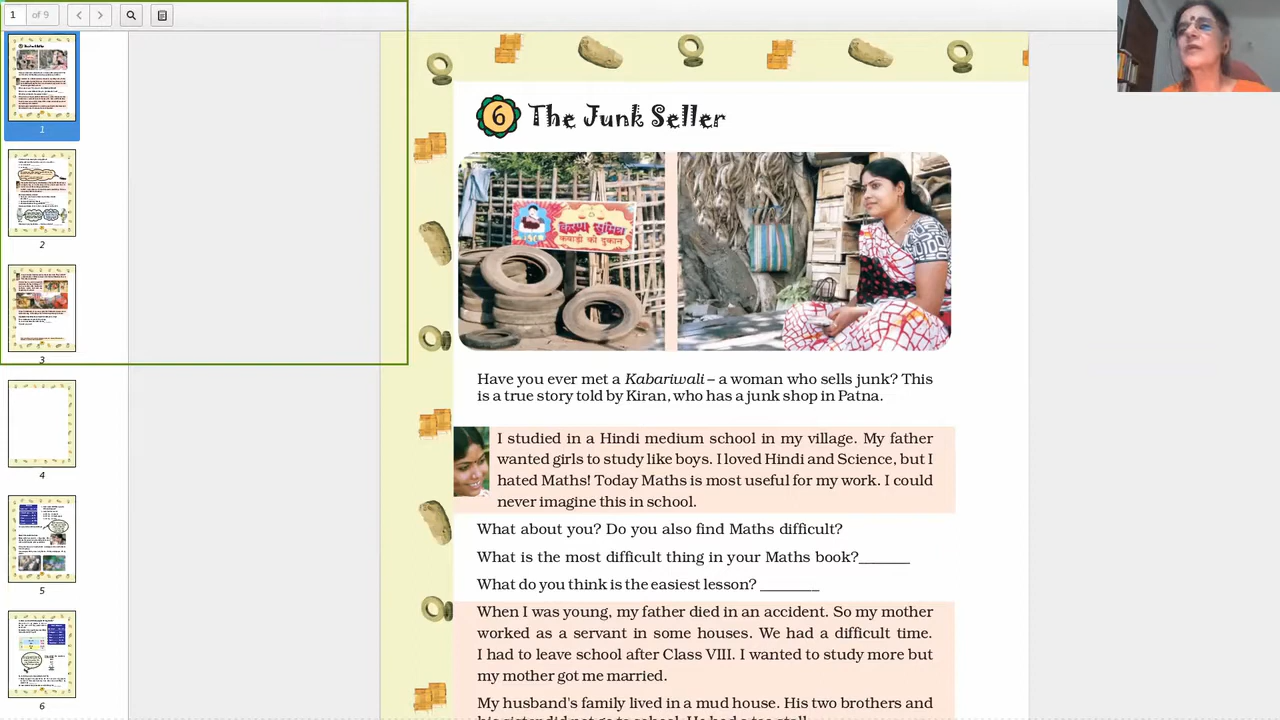 1 of 9
1
2
3
4
5
6
6 The Junk Seller
कबाड़ी की दुकान
Have you ever met a Kabariwali – a woman who sells junk? This
is a true story told by Kiran, who has a junk shop in Patna.
I studied in a Hindi medium school in my village. My father
wanted girls to study like boys. I loved Hindi and Science, but I
hated Maths! Today Maths is most useful for my work. I could
never imagine this in school.
What about you? Do you also find Maths difficult?
What is the most difficult thing in your Maths book?______
What do you think is the easiest lesson? _______
When I was young, my father died in an accident. So my mother
worked as a servant in some houses. We had a difficult time.
I had to leave school after Class VIII. I wanted to study more but
my mother got me married.
My husband's family lived in a mud house. His two brothers and